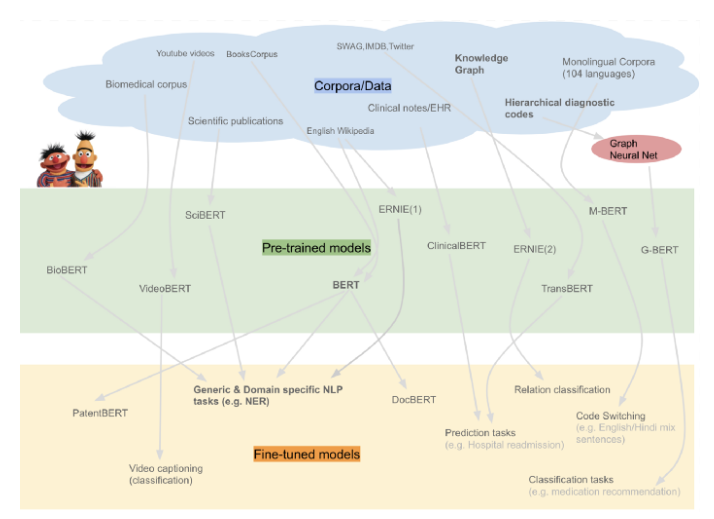 Youtube videos
BooksCorpus
SWAG,IMDB,Twitter
Knowledge
Graph
Monolingual Corpora
(104 languages)
Biomedical corpus
Corpora/Data
Clinical notes/EHR
Hierarchical diagnostic
codes
Scientific publications
English Wikipedia
Graph
Neural Net
SciBERT
ERNIE(1)
M-BERT
Pre-trained models
ClinicalBERT
ERNIE(2)
G-BERT
BioBERT
VideoBERT
BERT
TransBERT
Generic & Domain specific NLP
tasks (e.g. NER)
Relation classification
PatentBERT
DocBERT
Code Switching
(e.g. English/Hindi mix
sentences)
Prediction tasks
(e.g. Hospital readmission)
Fine-tuned models
Video captioning
(classification)
Classification tasks
(e.g. medication recommendation)